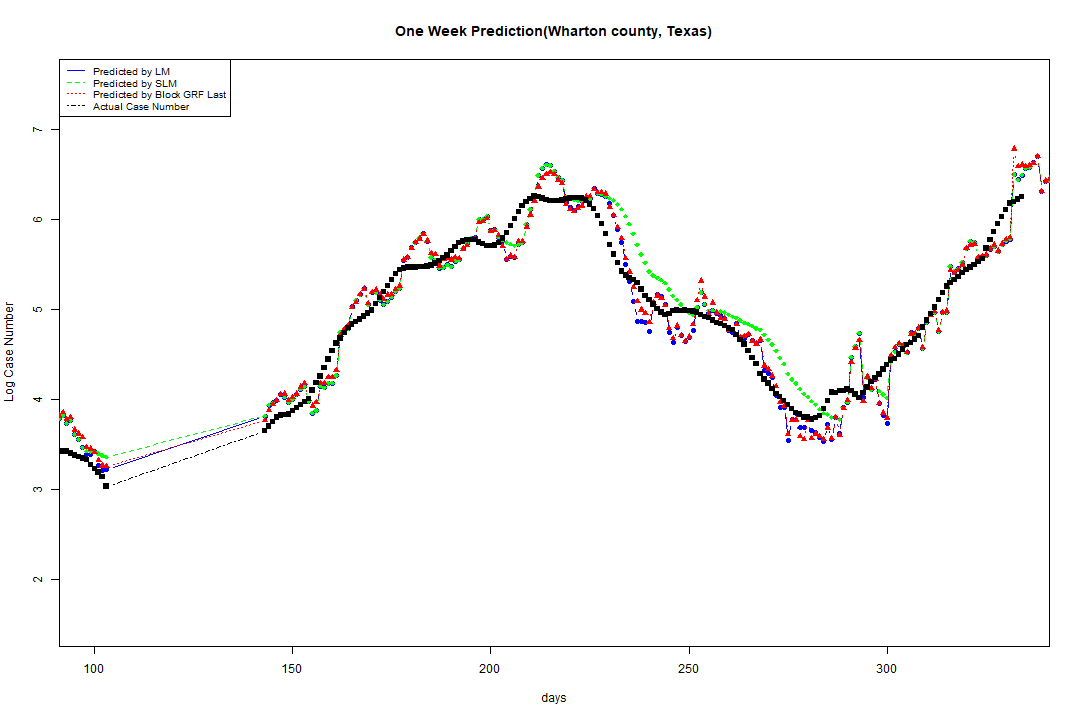 One Week Prediction(Wharton county, Texas)
Predicted by LM
Predicted by SLM
Predicted by Block GRF Last
Actual Case Number
7
6
5
4
3
2
Log Case Number
100 150 200 250 300
days